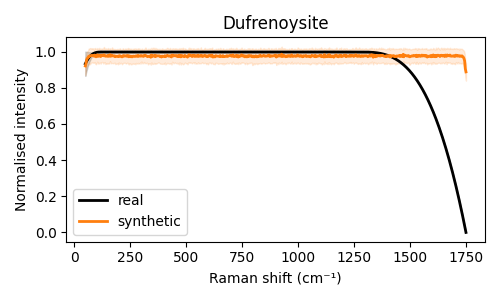 Dufrenoysite
Normalised intensity
1.0
0.8
0.6
0.4
0.2
0.0
real
synthetic
0 250 500 750 1000 1250 1500 1750
Raman shift (cm⁻¹)